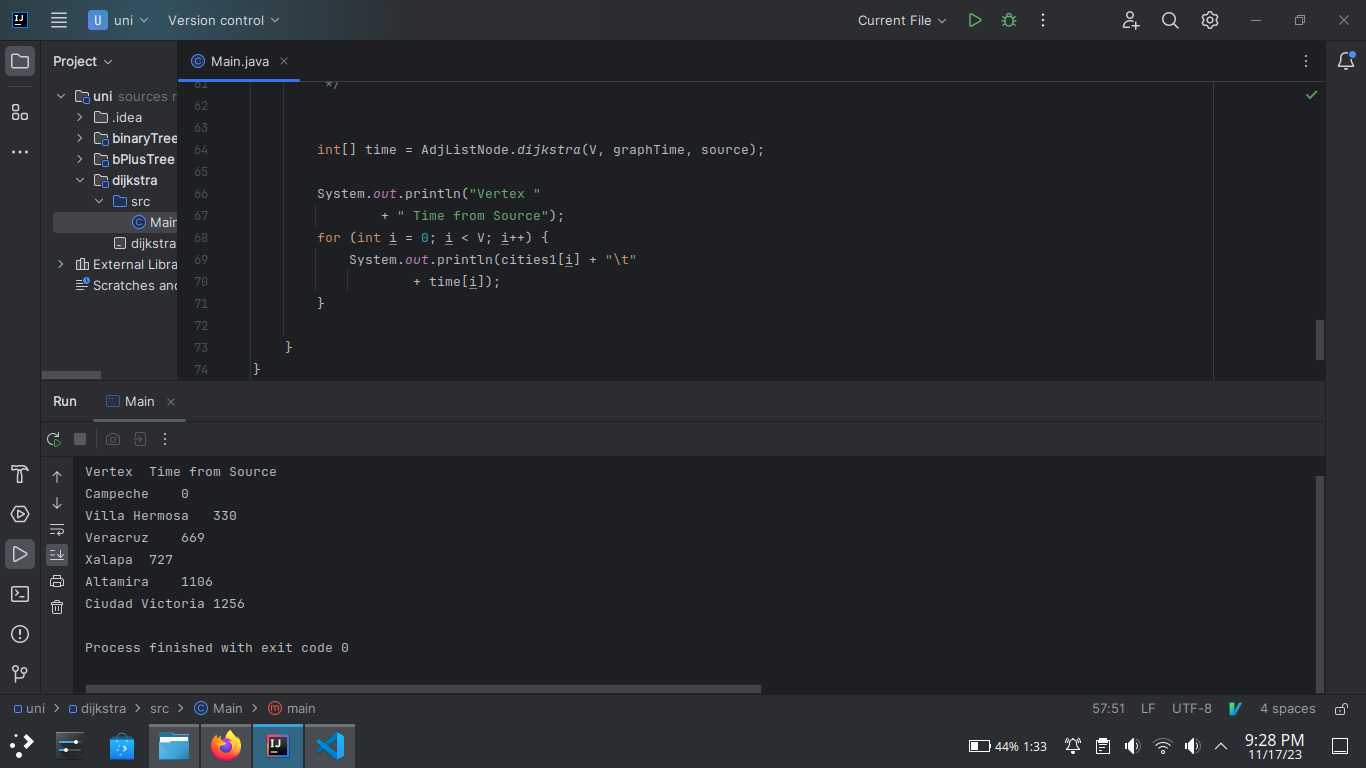 U uni Version control Current File
Project
Main.java
uni sources r
.idea
binaryTree
bPlusTree
dijkstra
src
Main
dijkstra
External Libra
Scratches and
61 */
62
63
64 int[] time = AdjListNode.dijkstra(V, graphTime, source);
65
66 System.out.println("Vertex "
67 + " Time from Source");
68 for (int i = 0; i < V; i++) {
69 System.out.println(cities1[i] + "\t"
70 + time[i]);
71 }
72
73 }
74 }
Run Main
Vertex  Time from Source
Campeche    0
Villa Hermosa   330
Veracruz    669
Xalapa  727
Altamira    1106
Ciudad Victoria 1256
Process finished with exit code 0
uni > dijkstra > src > Main > main 57:51 LF UTF-8 4 spaces
44% 1:33 9:28 PM
11/17/23